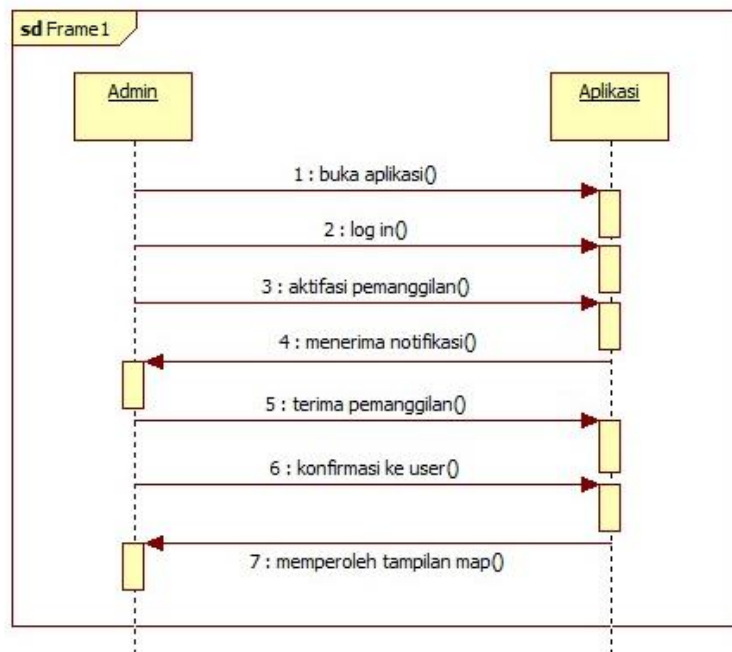 sd Frame1
Admin
Aplikasi
1 : buka aplikasi()
2 : log in()
3 : aktifasi pemanggilan()
4 : menerima notifikasi()
5 : terima pemanggilan()
6 : konfirmasi ke user()
7 : memperoleh tampilan map()